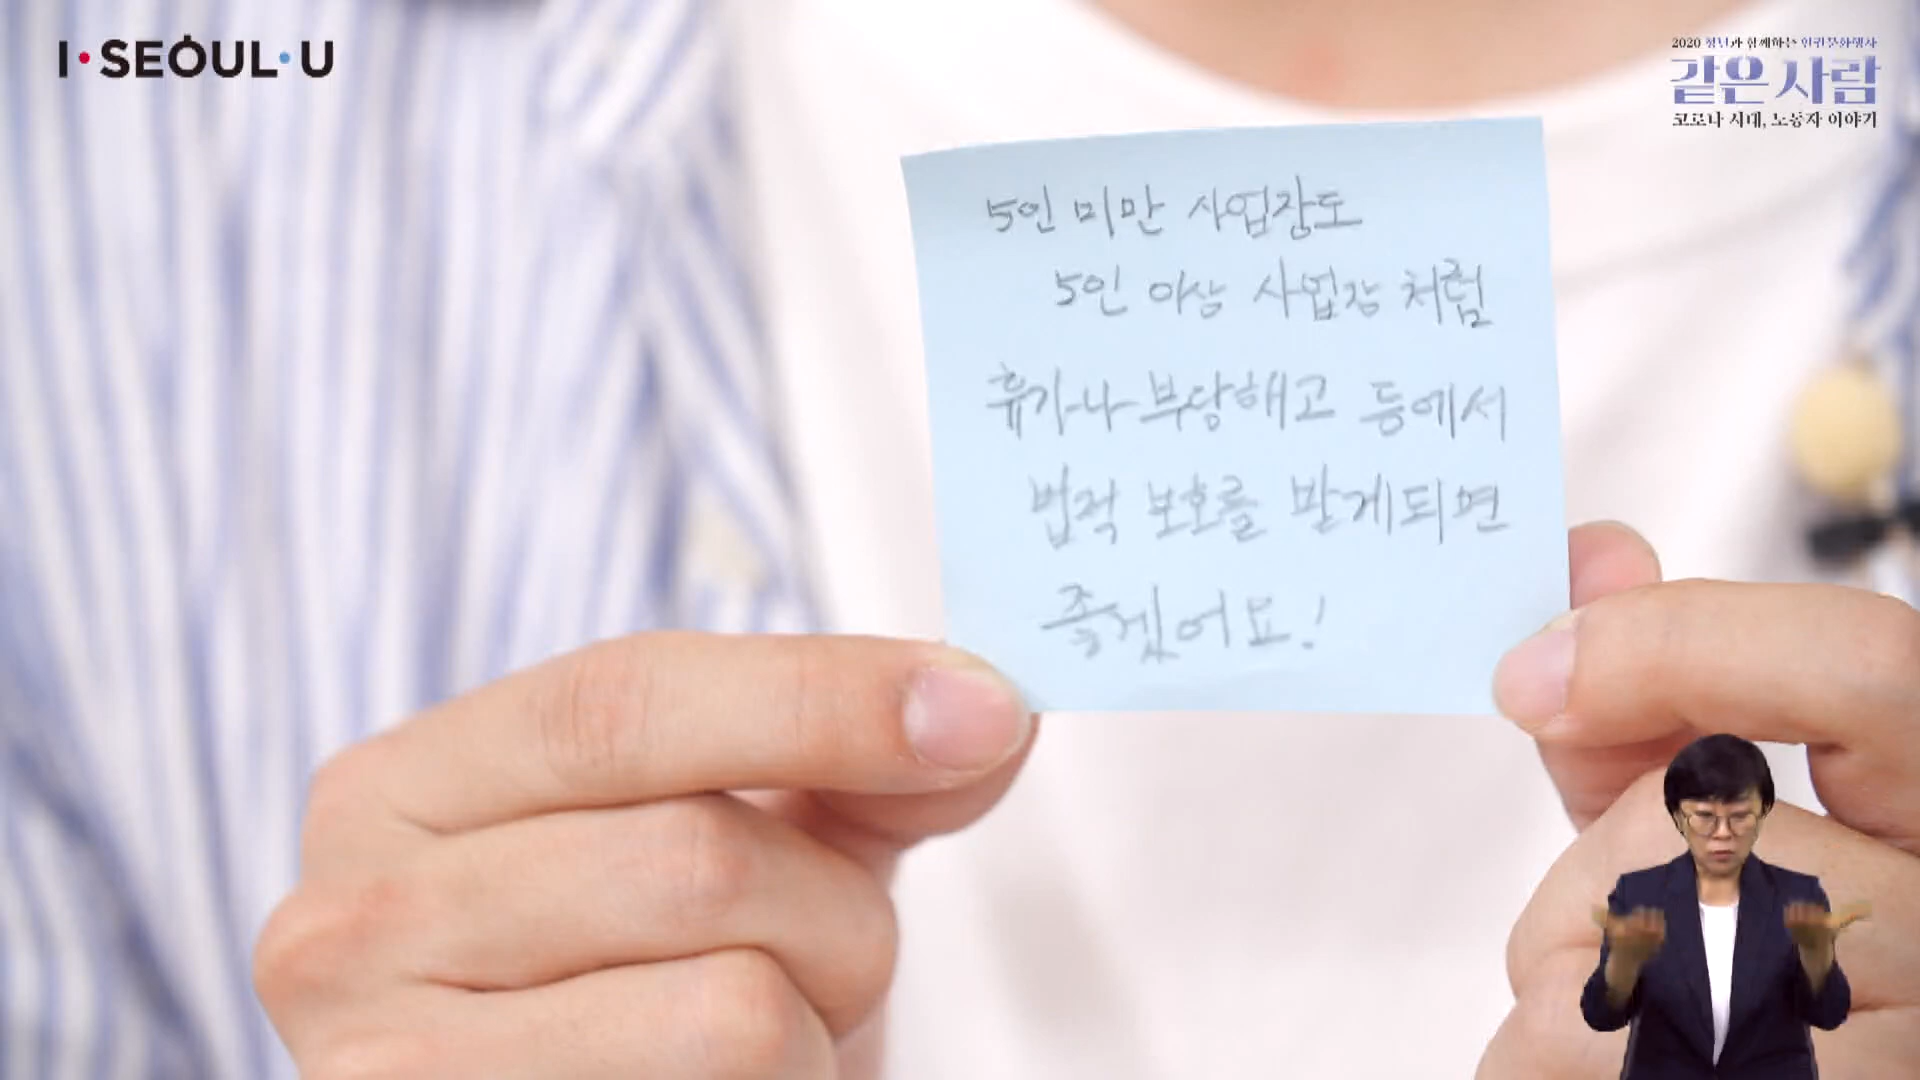 I·SEOUL·U
2020 청년과 함께하는 인권문화행사
같은 사람
코로나 시대, 노동자 이야기
5인 미만 사업장도
5인 이상 사업장 처럼
휴가나 부당해고 등에서
법적 보호를 받게되면
좋겠어요!